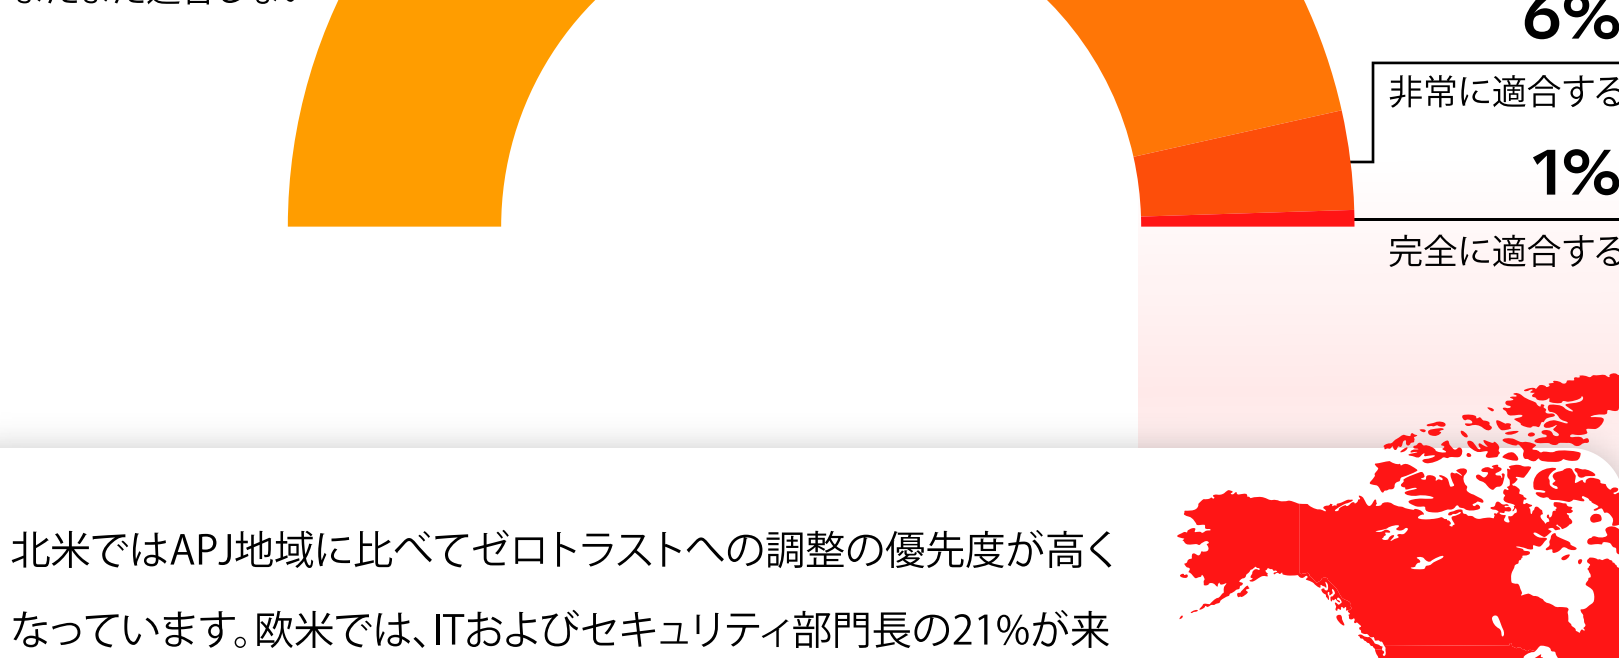 6%
非常に適合する
1%
完全に適合する
北米ではAPJ地域に比べてゼロトラストへの調整の優先度が高く
なっています。欧米では、ITおよびセキュリティ部門長の21%が来